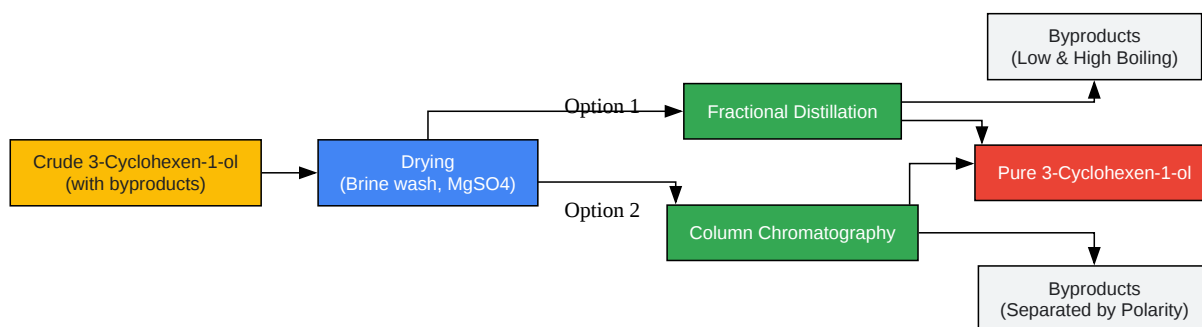 Byproducts
(Low & High Boiling)
Option 1
Fractional Distillation
Crude 3-Cyclohexen-1-ol
(with byproducts)
Drying
(Brine wash, MgSO4)
Pure 3-Cyclohexen-1-ol
Option 2
Column Chromatography
Byproducts
(Separated by Polarity)